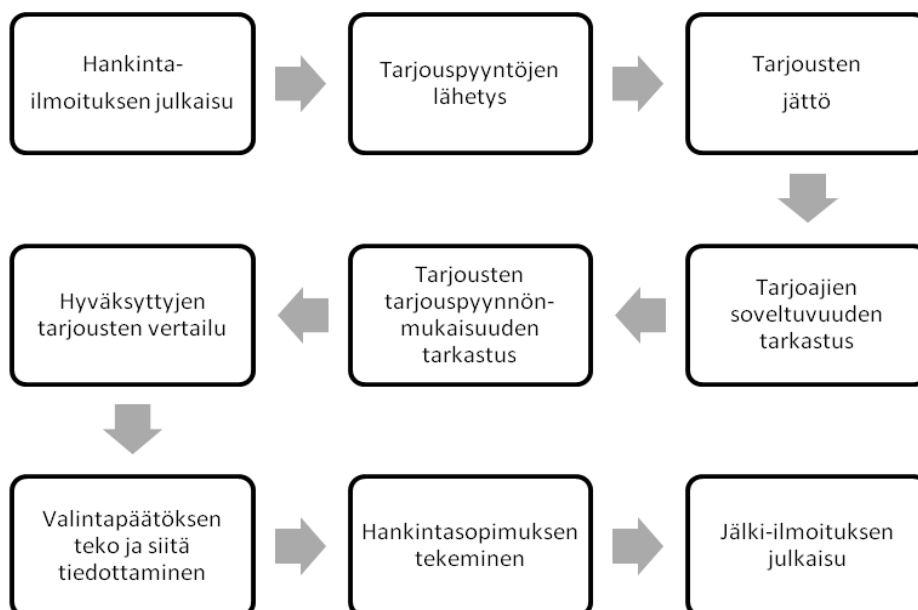 Hankinta-
ilmoituksen julkaisu
Tarjouspyyntöjen
lähetys
Tarjousten
jättö
Tarjoajien
soveltuvuuden
tarkastus
Tarjousten
tarjouspyynnön-
mukaisuuden
tarkastus
Hyväksyttyjen
tarjousten vertailu
Valintapäätöksen
teko ja siitä
tiedottaminen
Hankintasopimuksen
tekeminen
Jälki-ilmoituksen
julkaisu